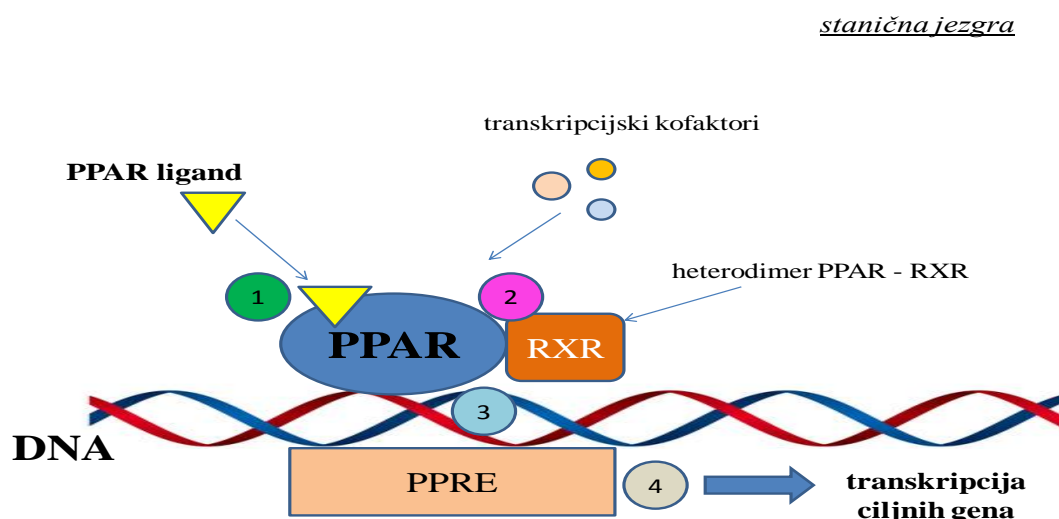 stanična jezgra
transkripcijski kofaktori
PPAR ligand
heterodimer PPAR - RXR
1
2
PPAR
RXR
3
DNA
PPRE
4
transkripcija
ciljnih gena